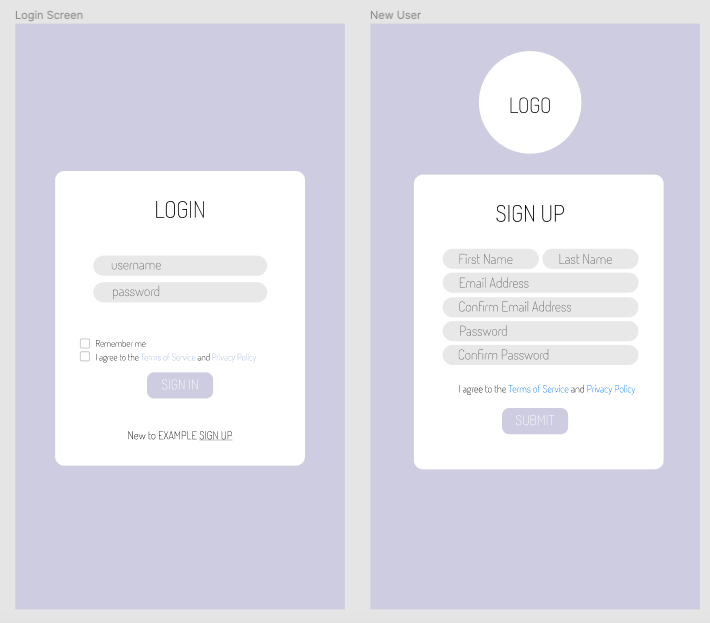 Login Screen
LOGIN
username
password
Remember me
I agree to the Terms of Service and Privacy Policy
SIGN IN
New to EXAMPLE SIGN UP
New User
LOGO
SIGN UP
First Name Last Name
Email Address
Confirm Email Address
Password
Confirm Password
I agree to the Terms of Service and Privacy Policy
SUBMIT